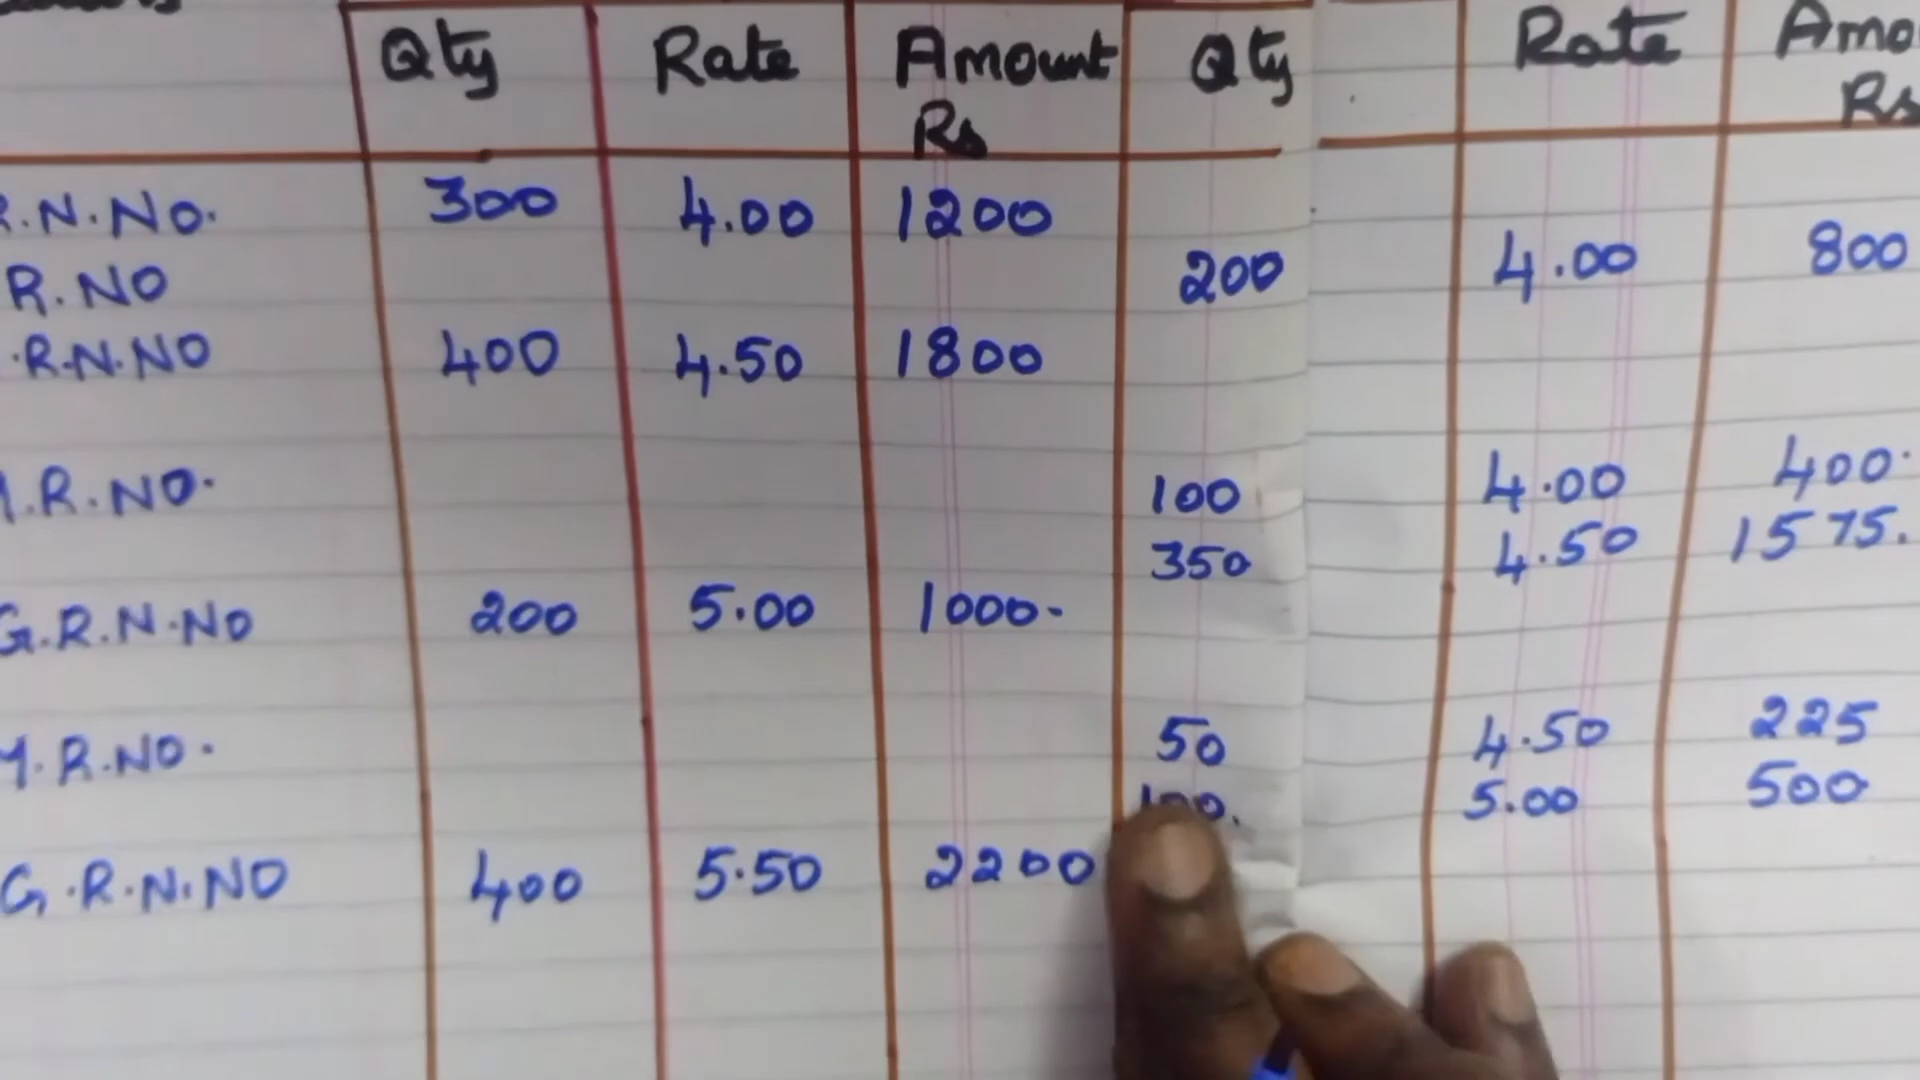 Qty Rate Amount Rs Qty Rate Amo Rs
R.N.No. 300 4.00 1200
R.NO 200 4.00 800
.R.N.NO 400 4.50 1800
.R.NO. 100 4.00 400.
350 4.50 1575.
G.R.N.NO 200 5.00 1000-
.R.NO. 50 4.50 225
100. 5.00 500
G.R.N.NO 400 5.50 2200